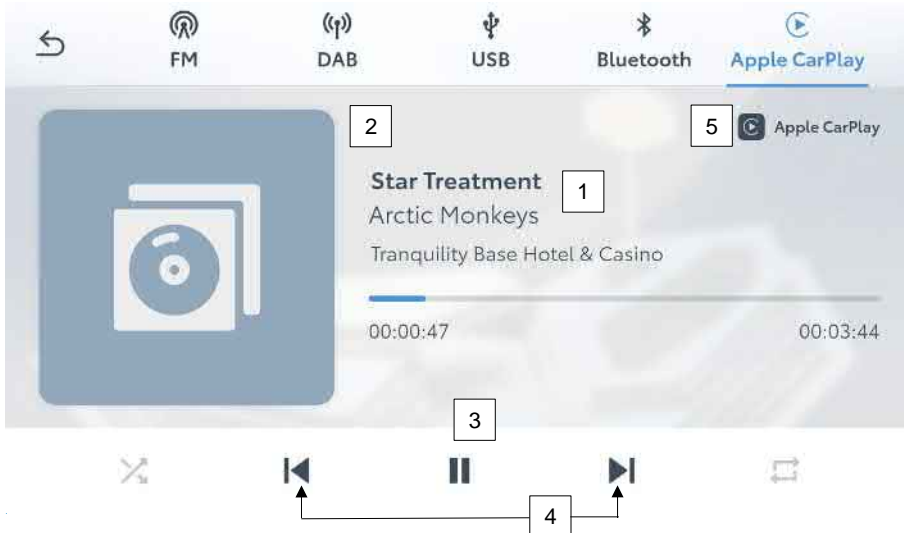 FM
DAB
USB
Bluetooth
Apple CarPlay
2
5
Apple CarPlay
Star Treatment
1
Arctic Monkeys
Tranquility Base Hotel & Casino
00:00:47
00:03:44
3
4